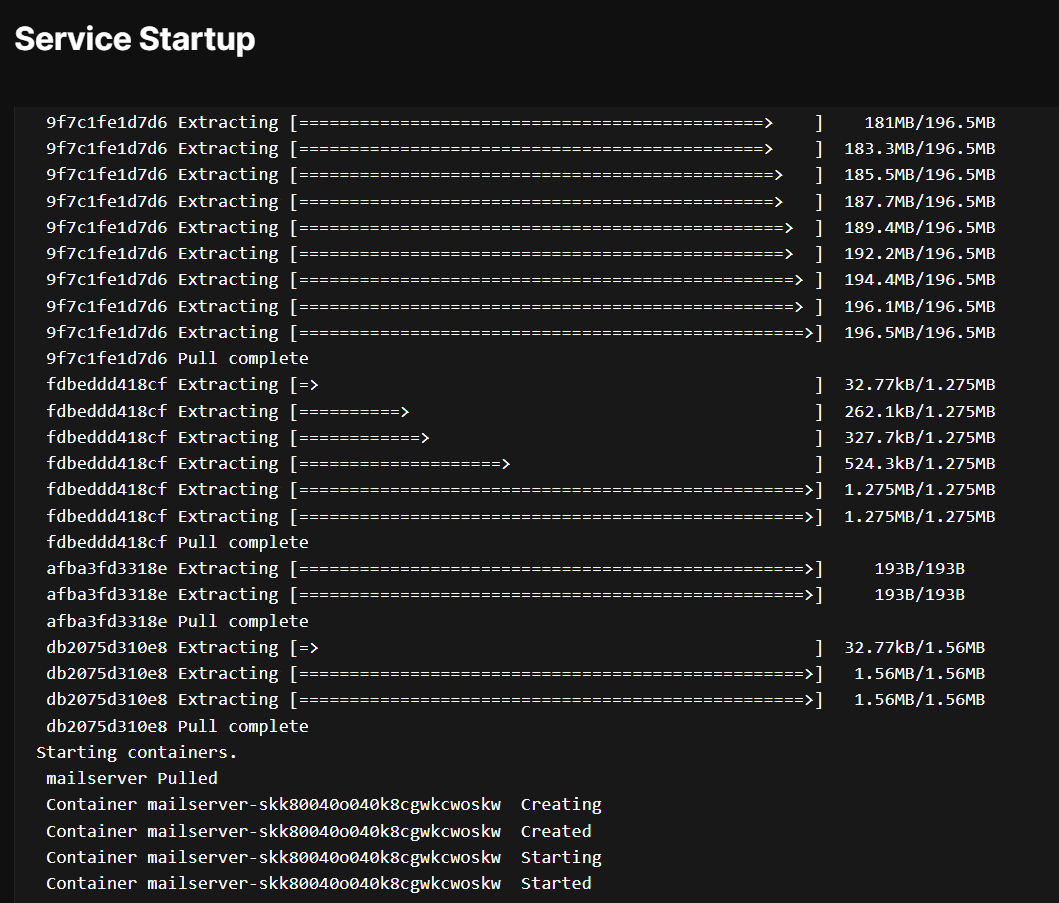 Service Startup
9f7c1fe1d7d6 Extracting [==============================================>    ]    181MB/196.5MB
9f7c1fe1d7d6 Extracting [==============================================>    ]  183.3MB/196.5MB
9f7c1fe1d7d6 Extracting [===============================================>   ]  185.5MB/196.5MB
9f7c1fe1d7d6 Extracting [===============================================>   ]  187.7MB/196.5MB
9f7c1fe1d7d6 Extracting [================================================>  ]  189.4MB/196.5MB
9f7c1fe1d7d6 Extracting [================================================>  ]  192.2MB/196.5MB
9f7c1fe1d7d6 Extracting [=================================================> ]  194.4MB/196.5MB
9f7c1fe1d7d6 Extracting [=================================================> ]  196.1MB/196.5MB
9f7c1fe1d7d6 Extracting [==================================================>]  196.5MB/196.5MB
9f7c1fe1d7d6 Pull complete
fdbeddd418cf Extracting [=>                                                 ]  32.77kB/1.275MB
fdbeddd418cf Extracting [==========>                                        ]  262.1kB/1.275MB
fdbeddd418cf Extracting [============>                                      ]  327.7kB/1.275MB
fdbeddd418cf Extracting [====================>                              ]  524.3kB/1.275MB
fdbeddd418cf Extracting [==================================================>]  1.275MB/1.275MB
fdbeddd418cf Extracting [==================================================>]  1.275MB/1.275MB
fdbeddd418cf Pull complete
afba3fd3318e Extracting [==================================================>]     193B/193B
afba3fd3318e Extracting [==================================================>]     193B/193B
afba3fd3318e Pull complete
db2075d310e8 Extracting [=>                                                 ]  32.77kB/1.56MB
db2075d310e8 Extracting [==================================================>]   1.56MB/1.56MB
db2075d310e8 Extracting [==================================================>]   1.56MB/1.56MB
db2075d310e8 Pull complete
Starting containers.
mailserver Pulled
Container mailserver-skk80040o040k8cgwkcwoskw  Creating
Container mailserver-skk80040o040k8cgwkcwoskw  Created
Container mailserver-skk80040o040k8cgwkcwoskw  Starting
Container mailserver-skk80040o040k8cgwkcwoskw  Started